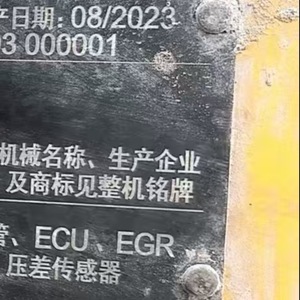 产日期: 08/2023
03 000001
机械名称、生产企业
及商标见整机铭牌
管、ECU、EGR、
压差传感器